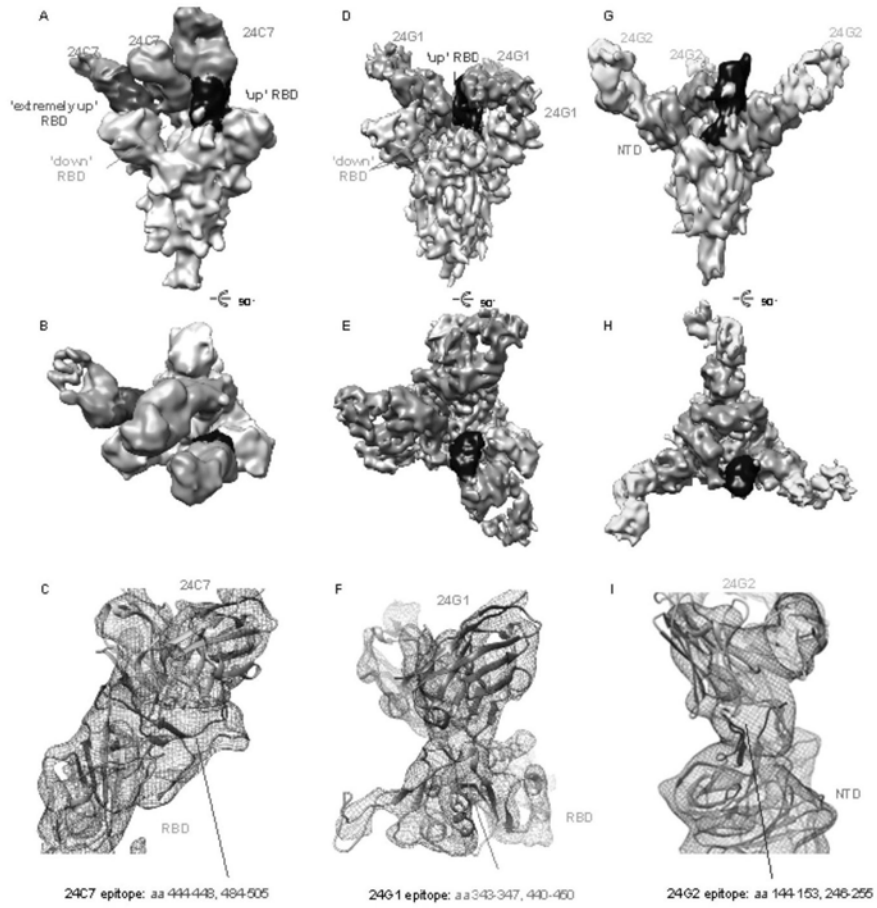 A
24C7
24C7
24C7
'up' RBD
'extremely up'
RBD
'down'
RBD
90°
D
24G1
'up' RBD
24G1
24G1
'down'
RBD
90°
G
24G2
24G2
24G2
NTD
90°
B
E
H
C
24C7
RBD
24C7 epitope: aa 444-448, 484-505
F
24G1
RBD
24G1 epitope: aa 343-347, 440-450
I
24G2
NTD
24G2 epitope: aa 144-153, 246-255